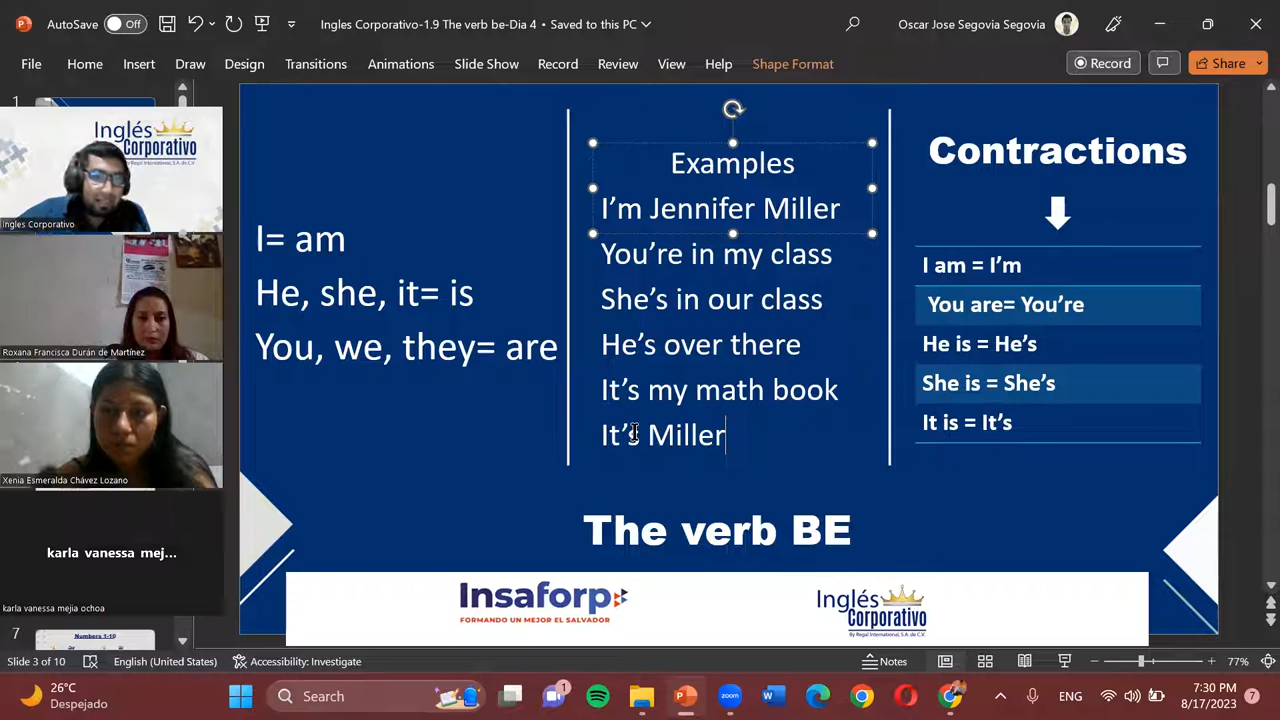 AutoSave
Off
Ingles Corporativo-1.9 The verb be-Dia 4 • Saved to this PC
Oscar Jose Segovia Segovia
File
Home
Insert
Draw
Design
Transitions
Animations
Slide Show
Record
Review
View
Help
Shape Format
Record
Share
1
Inglés
Corporativo
Ingles Corporativo
Roxana Francisca Durán de Martínez
Xenia Esmeralda Chávez Lozano
karla vanessa mej...
karla vanessa mejia ochoa
7
Numbers 1-10
I= am
He, she, it= is
You, we, they= are
Examples
I'm Jennifer Miller
You're in my class
She's in our class
He's over there
It's my math book
It's Miller
Contractions
I am = I'm
You are= You're
He is = He's
She is = She's
It is = It's
The verb BE
Insaforp
FORMANDO UN MEJOR EL SALVADOR
Inglés
Corporativo
By Regal International, S.A. de C.V.
Slide 3 of 10
English (United States)
Accessibility: Investigate
Notes
77%
26°C
Despejado
Search
1
zoom
W
ENG
7:30 PM
8/17/2023
7